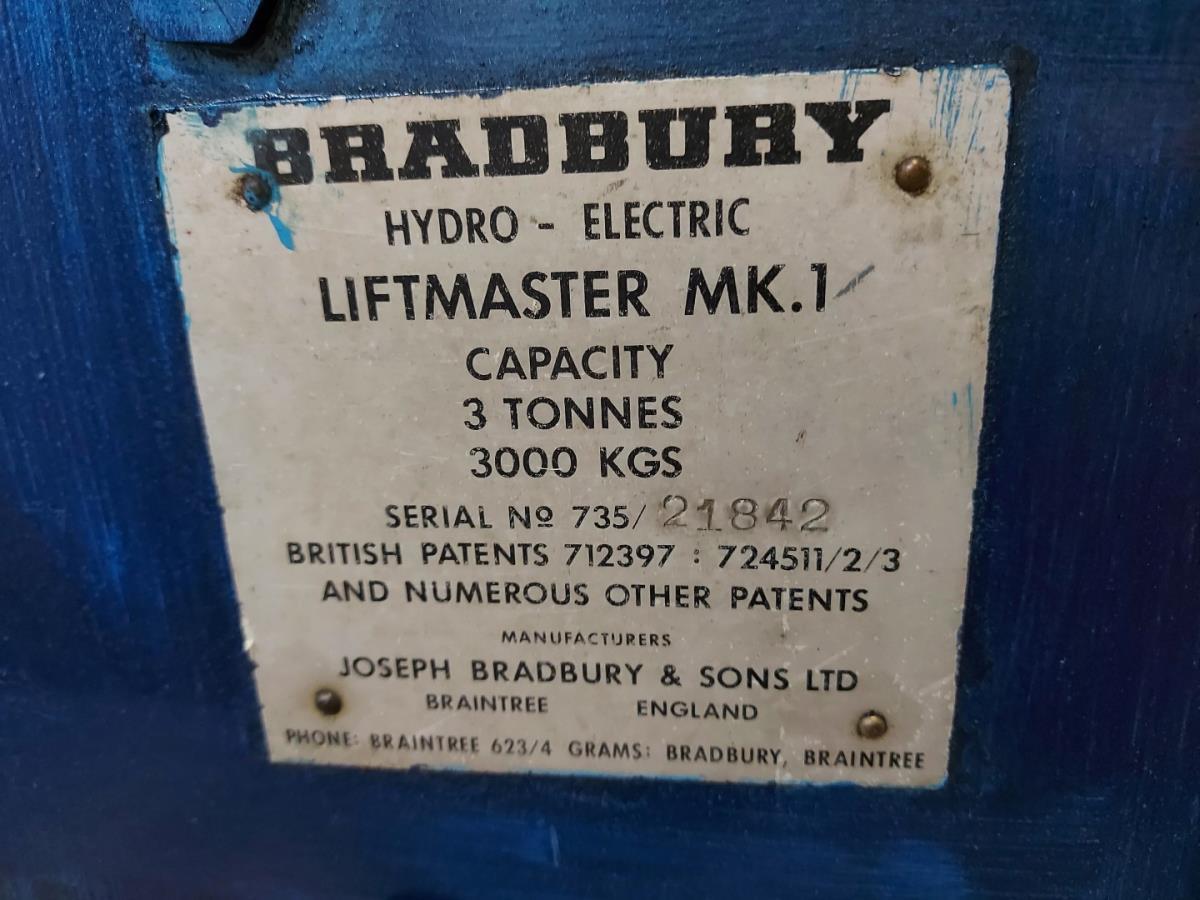 BRADBURY
HYDRO - ELECTRIC
LIFTMASTER MK.1
CAPACITY
3 TONNES
3000 KGS
SERIAL Nº 735/ 21842
BRITISH PATENTS 712397 : 724511/2/3
AND NUMEROUS OTHER PATENTS
MANUFACTURERS
JOSEPH BRADBURY & SONS LTD
BRAINTREE ENGLAND
PHONE: BRAINTREE 623/4 GRAMS: BRADBURY, BRAINTREE